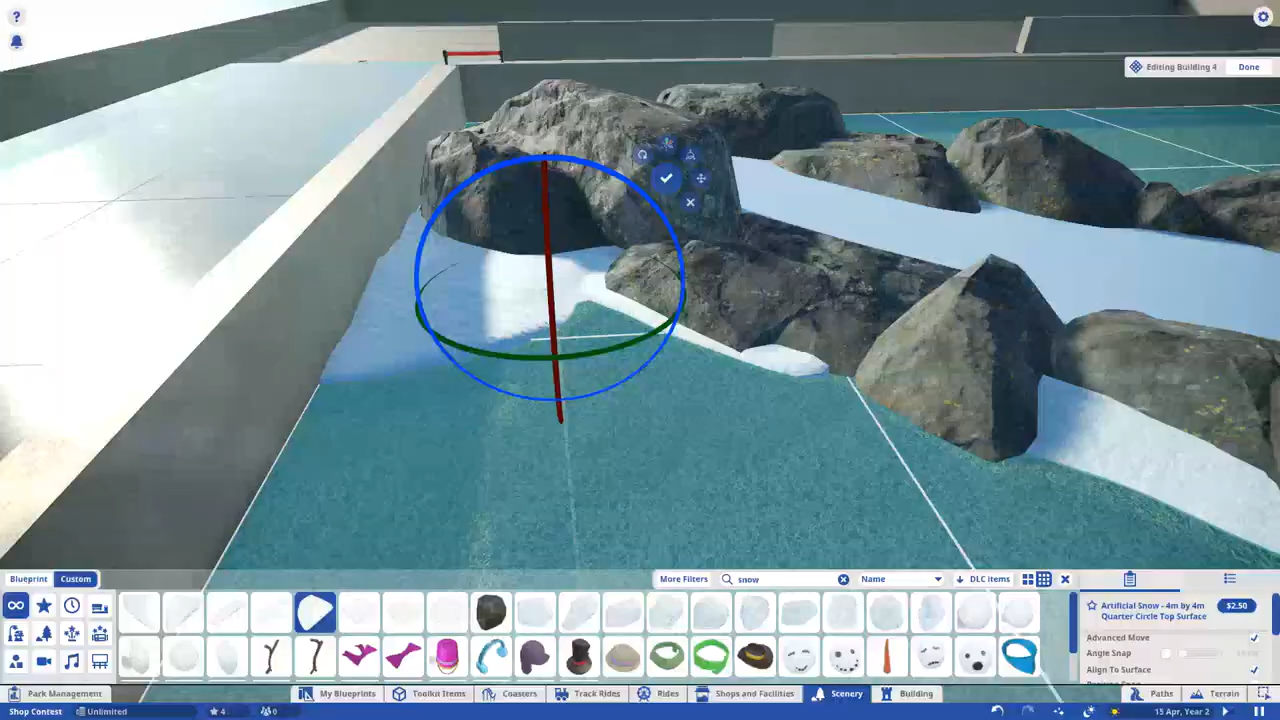 ?
Editing Building 4 Done
Blueprint Custom More Filters snow Name DLC Items
Artificial Snow - 4m by 4m Quarter Circle Top Surface $2.50
Advanced Move
Angle Snap
Align To Surface
Park Management My Blueprints Toolkit Items Coasters Track Rides Rides Shops and Facilities Scenery Building Paths Terrain
Shop Contest Unlimited 4 0 15 Apr, Year 2